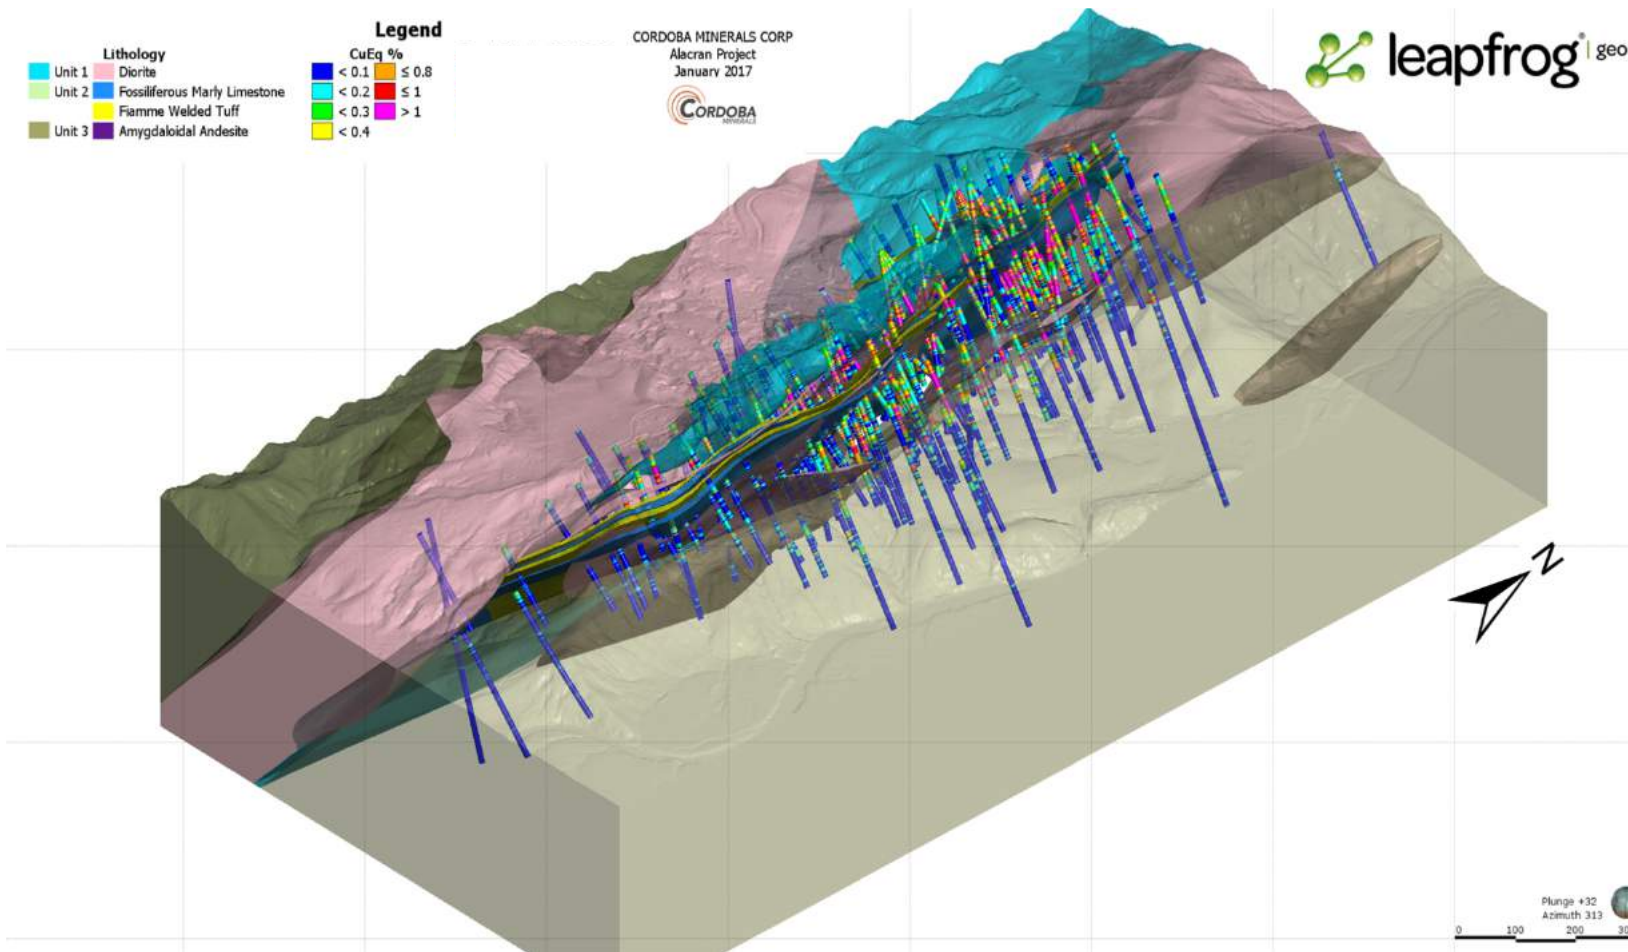 Legend
Lithology
Unit 1 Diorite
Unit 2 Fossiliferous Marly Limestone
Fiamme Welded Tuff
Unit 3 Amygdaloidal Andesite
CuEq %
< 0.1 ≤ 0.8
< 0.2 ≤ 1
< 0.3 > 1
< 0.4
CORDOBA MINERALS CORP
Alacran Project
January 2017
CORDOBA
MINERALS
leapfrog® | geo
N
Plunge +32
Azimuth 313
0 100 200